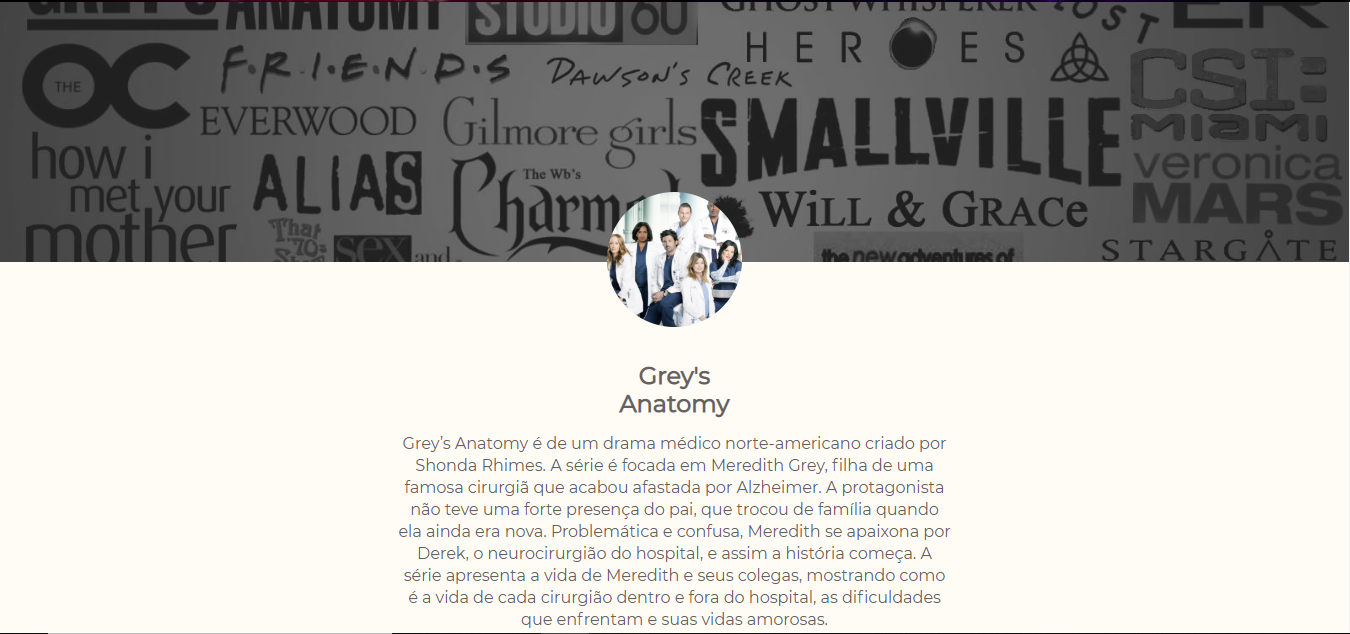 GREY'S ANATOMY
STUDIO 60
GHOST WHISPERER
LOST
ER
THE OC
F·R·I·E·N·D·S
DAWSON'S CREEK
HEROES
CSI:
MIAMI
EVERWOOD
Gilmore girls
SMALLVILLE
how i
met your
mother
ALIAS
The Wb's
Charmed
WiLL & GRACe
veronica
MARS
That
'70s
Show
sex and
the new adventures of
STARGATE
Grey's
Anatomy
Grey’s Anatomy é de um drama médico norte-americano criado por
Shonda Rhimes. A série é focada em Meredith Grey, filha de uma
famosa cirurgiã que acabou afastada por Alzheimer. A protagonista
não teve uma forte presença do pai, que trocou de família quando
ela ainda era nova. Problemática e confusa, Meredith se apaixona por
Derek, o neurocirurgião do hospital, e assim a história começa. A
série apresenta a vida de Meredith e seus colegas, mostrando como
é a vida de cada cirurgião dentro e fora do hospital, as dificuldades
que enfrentam e suas vidas amorosas.